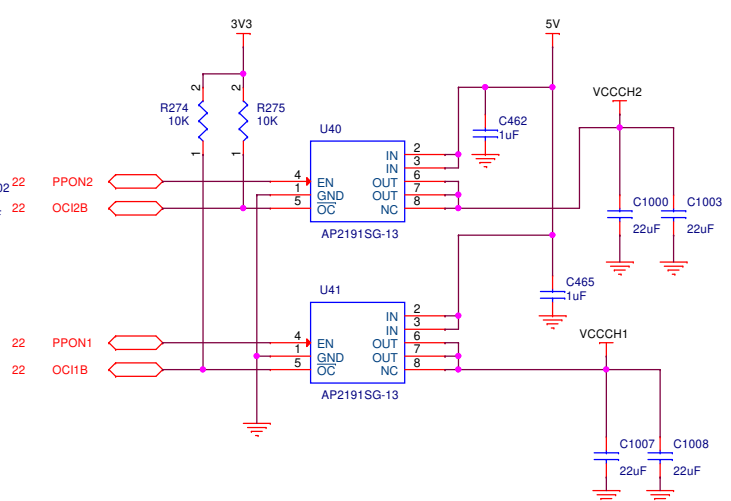 3V3
5V
2
2
R274
10K
R275
10K
1
1
C462
1uF
VCCCH2
U40
22 PPON2
22 OCI2B
02
4 EN
1 GND
5 OC
IN 2
IN 3
OUT 6
OUT 7
NC 8
AP2191SG-13
C1000
22uF
C1003
22uF
C465
1uF
U41
22 PPON1
22 OCI1B
4 EN
1 GND
5 OC
IN 2
IN 3
OUT 6
OUT 7
NC 8
AP2191SG-13
VCCCH1
C1007
22uF
C1008
22uF